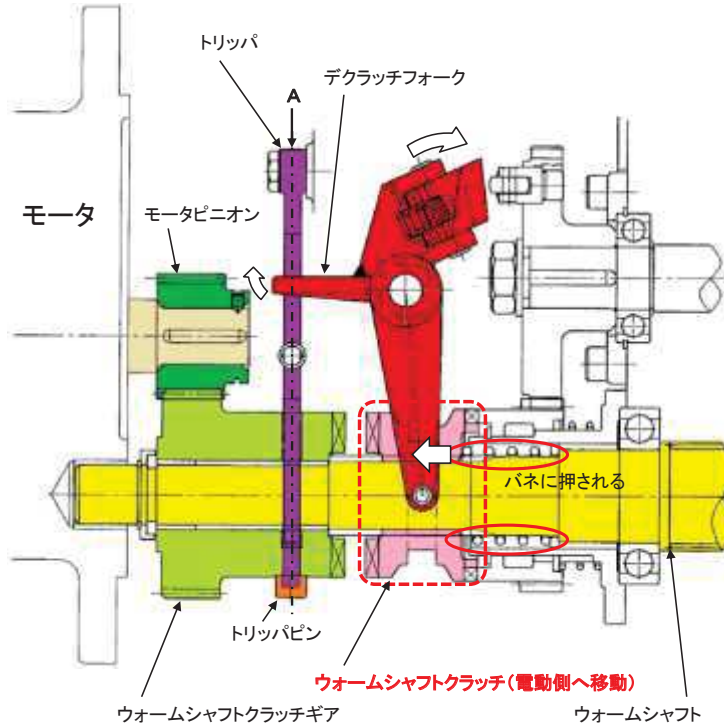 トリッパ
デクラッチフォーク
A
モータ
モータピニオン
バネに押される
トリッパピン
ウォームシャフトクラッチ(電動側へ移動)
ウォームシャフトクラッチギア
ウォームシャフト